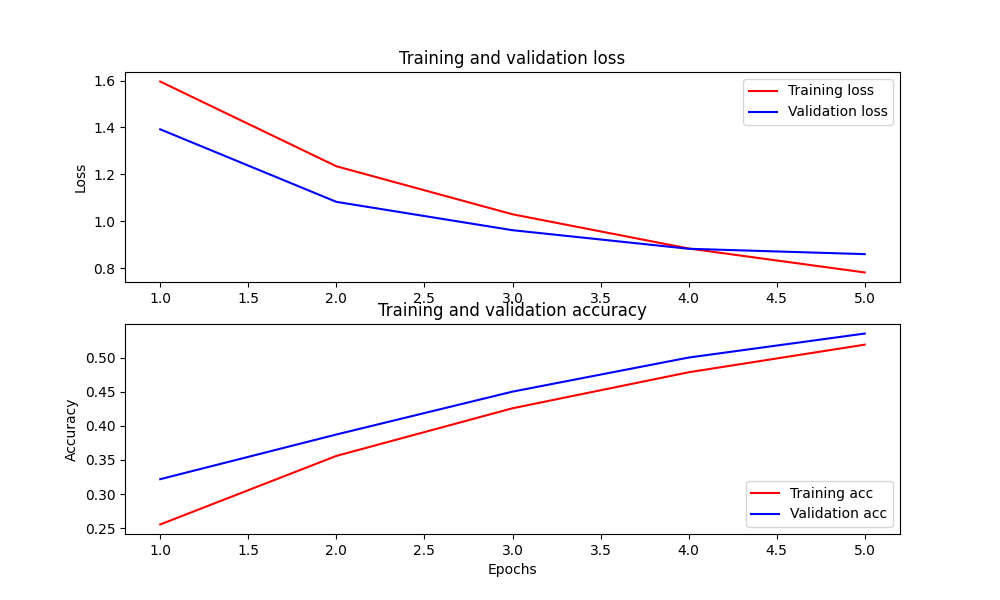 Training and validation loss
1.6
1.4
1.2
1.0
0.8
Loss
Training loss
Validation loss
1.0 1.5 2.0 2.5 3.0 3.5 4.0 4.5 5.0
Training and validation accuracy
0.50
0.45
0.40
0.35
0.30
0.25
Accuracy
Training acc
Validation acc
1.0 1.5 2.0 2.5 3.0 3.5 4.0 4.5 5.0
Epochs